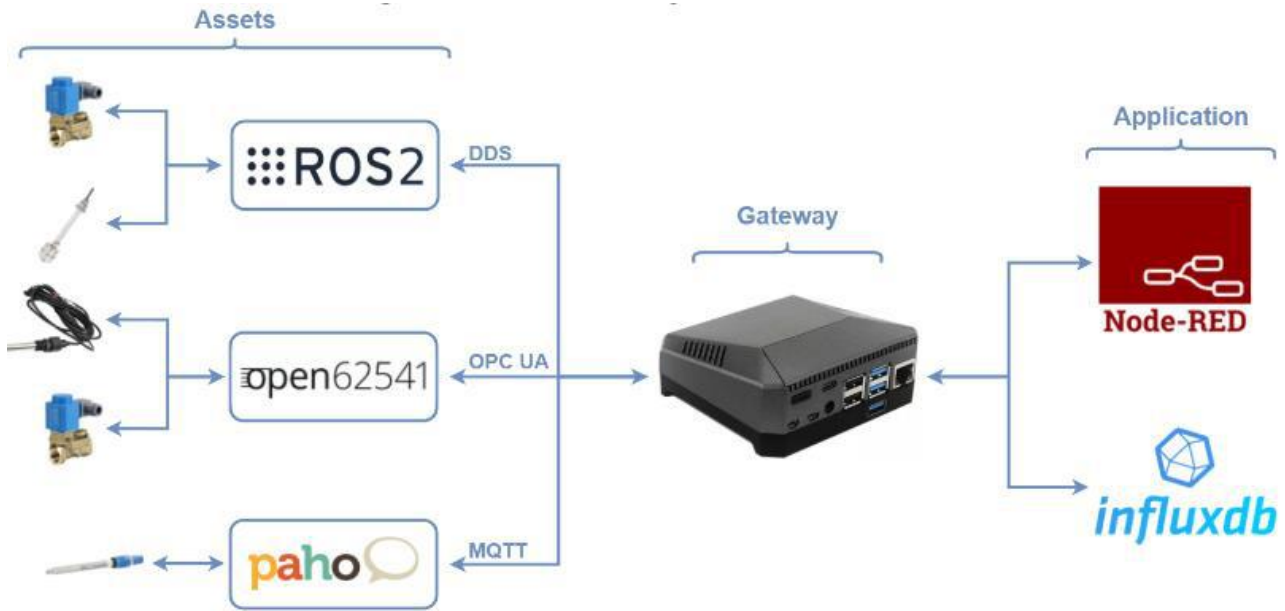 Assets
Application
ROS2
DDS
Gateway
Node-RED
open62541
OPC UA
influxdb
paho
MQTT